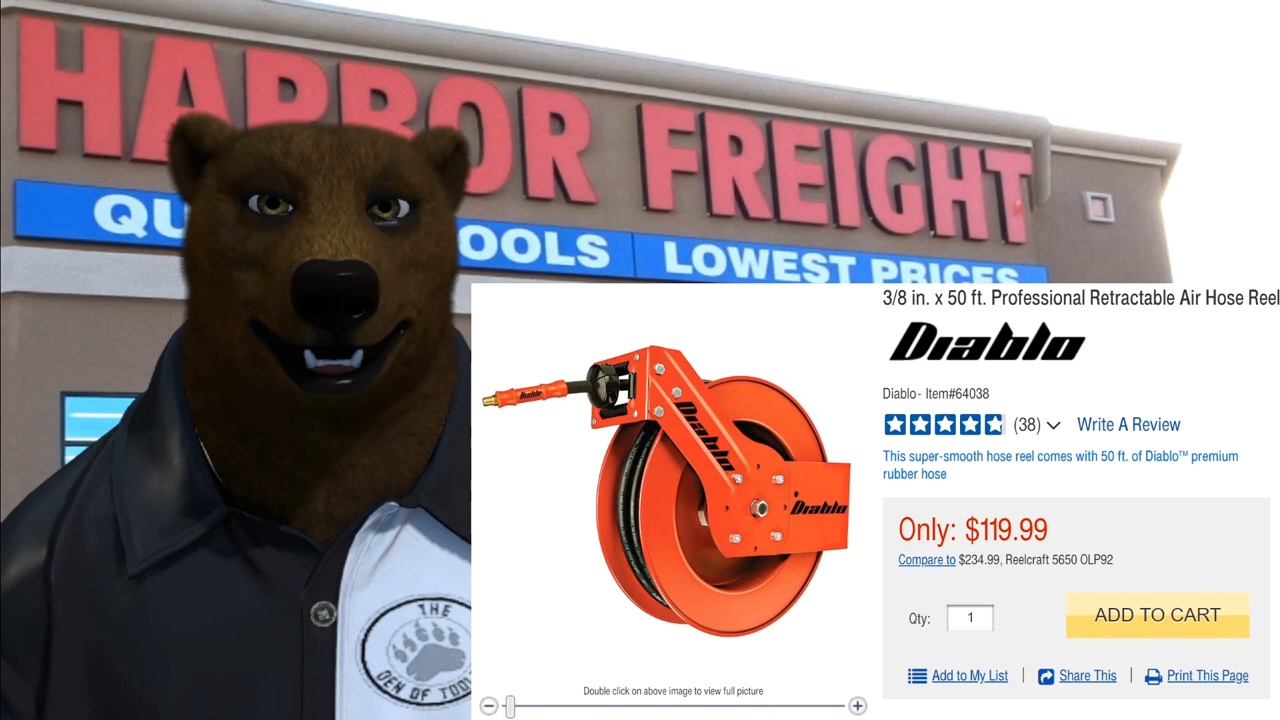 HARBOR FREIGHT
QU OOLS LOWEST PRICES
3/8 in. x 50 ft. Professional Retractable Air Hose Reel
Diablo
Diablo- Item#64038
(38) Write A Review
This super-smooth hose reel comes with 50 ft. of Diablo™ premium
rubber hose
Only: $119.99
Compare to $234.99, Reelcraft 5650 OLP92
Qty: 1 ADD TO CART
Add to My List | Share This | Print This Page
Diablo
Diablo
Diablo
Double click on above image to view full picture
THE
DEN OF TOOL